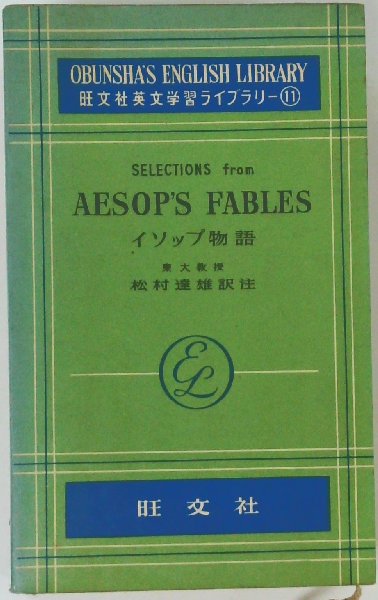 OBUNSHA'S ENGLISH LIBRARY
旺文社英文学習ライブラリー⑪
SELECTIONS from
AESOP'S FABLES
イソップ物語
東大教授
松村達雄訳注
EL
旺文社